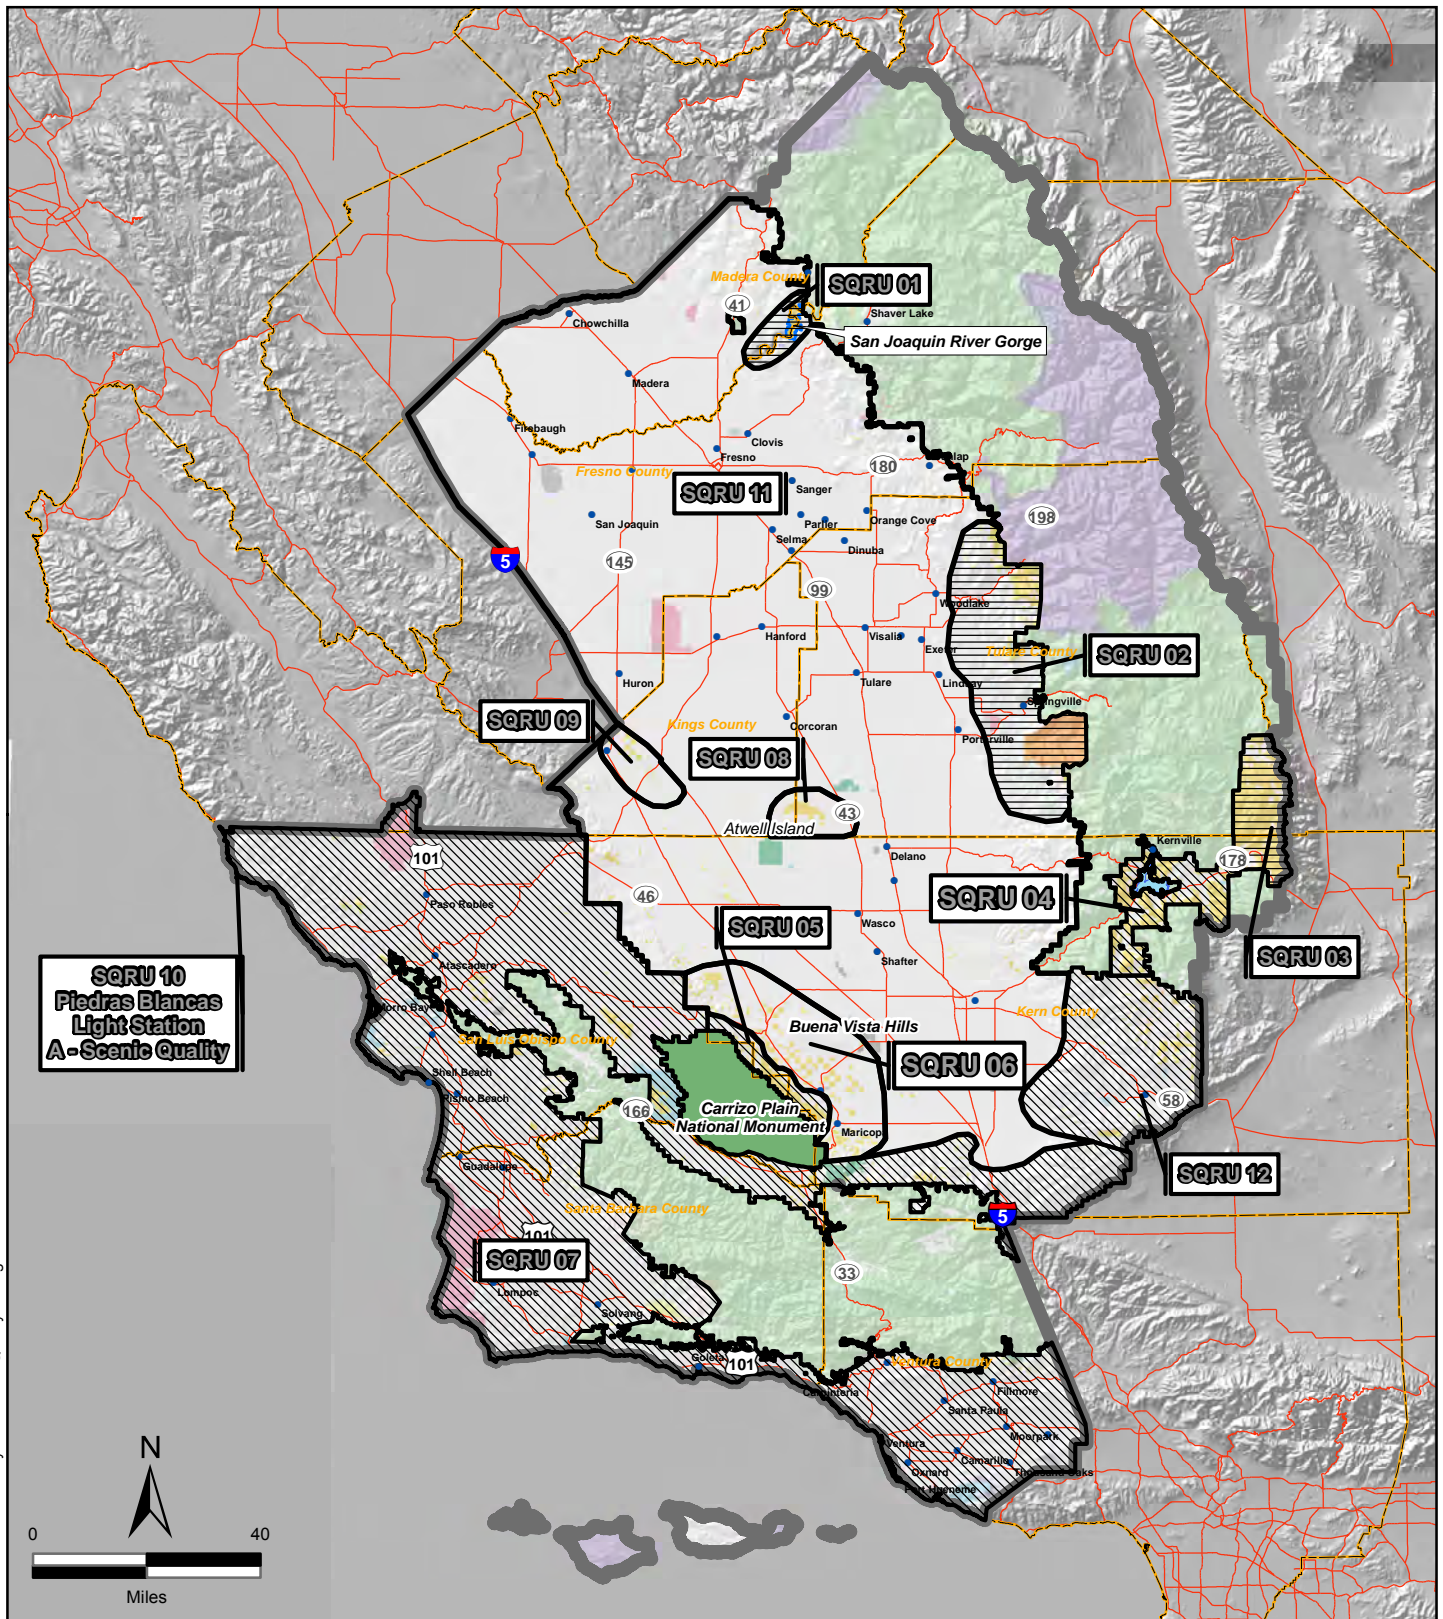 Madera County
SQRU 01
41
Shaver Lake
Chowchilla
San Joaquin River Gorge
Madera
Firebaugh
Clovis
Fresno
Fresno County
180
SQRU 11
Sanger
San Joaquin
Parlier
Orange Cove
198
Selma
Dinuba
5
145
99
Woodlake
Hanford
Visalia
Exeter
Tulare County
SQRU 02
Huron
Tulare
Lindsay
Springville
SQRU 09
Kings County
Corcoran
Porterville
SQRU 08
43
Atwell Island
Kernville
101
Delano
178
46
Paso Robles
SQRU 04
SQRU 05
Wasco
Shafter
SQRU 03
Atascadero
SQRU 10
Piedras Blancas
Light Station
A - Scenic Quality
Morro Bay
Kern County
Buena Vista Hills
San Luis Obispo County
SQRU 06
Shell Beach
Pismo Beach
58
166
Carrizo Plain
National Monument
Maricopa
Guadalupe
SQRU 12
Santa Barbara County
5
101
SQRU 07
33
Lompoc
Solvang
Goleta
101
Ventura County
Carpinteria
Fillmore
Santa Paula
Moorpark
Ventura
Camarillo
Oxnard
Thousand Oaks
Port Hueneme
N
0 40
Miles